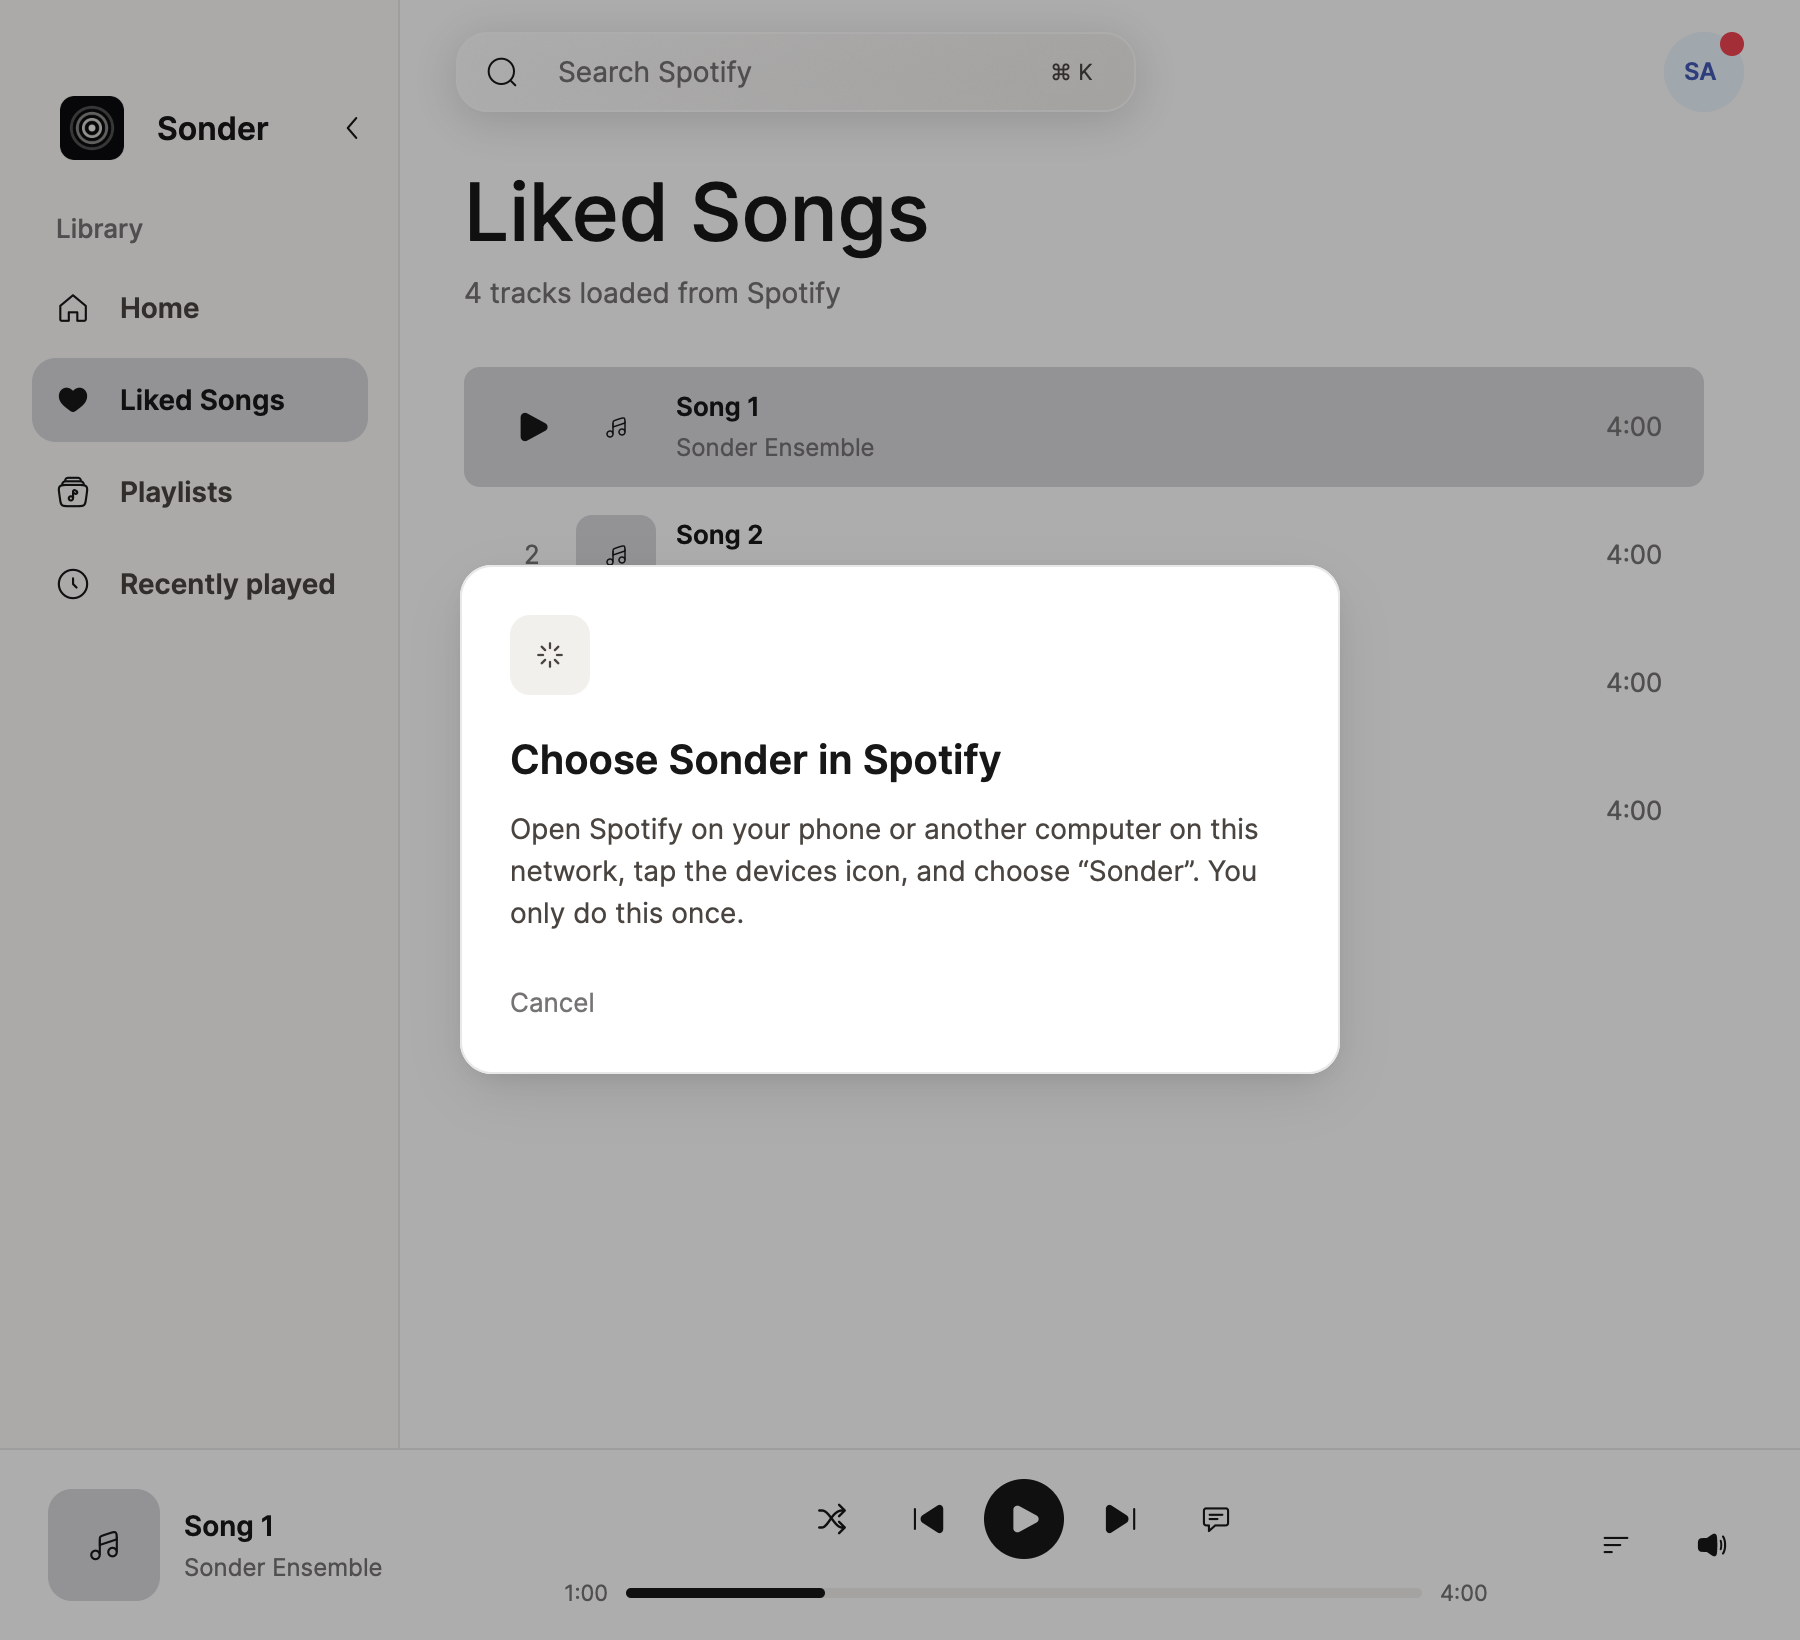 Search Spotify
⌘ K
SA
Sonder
Library
Home
Liked Songs
Playlists
Recently played
Liked Songs
4 tracks loaded from Spotify
Song 1
Sonder Ensemble
4:00
2
Song 2
4:00
4:00
4:00
Choose Sonder in Spotify
Open Spotify on your phone or another computer on this
network, tap the devices icon, and choose “Sonder”. You
only do this once.
Cancel
Song 1
Sonder Ensemble
1:00
4:00